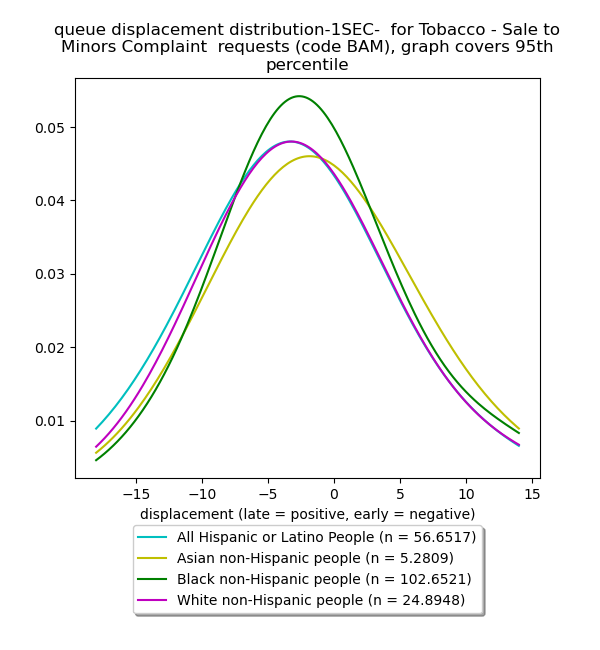 queue displacement distribution-1SEC-  for Tobacco - Sale to
Minors Complaint  requests (code BAM), graph covers 95th
percentile
0.05
0.04
0.03
0.02
0.01
−15 −10 −5 0 5 10 15
displacement (late = positive, early = negative)
All Hispanic or Latino People (n = 56.6517)
Asian non-Hispanic people (n = 5.2809)
Black non-Hispanic people (n = 102.6521)
White non-Hispanic people (n = 24.8948)